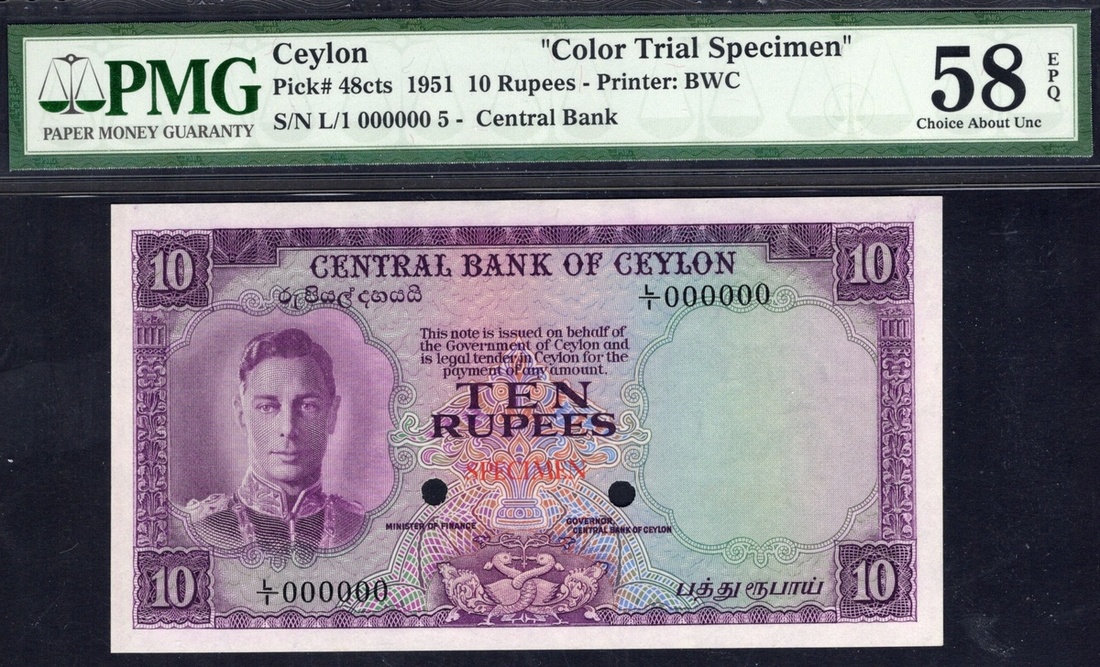 PMG
PAPER MONEY GUARANTY
Ceylon "Color Trial Specimen"
Pick# 48cts 1951 10 Rupees - Printer: BWC
S/N L/1 000000 5 - Central Bank
58 EPQ
Choice About Unc
10 10
CENTRAL BANK OF CEYLON
රුපියල් දහයයි
L/1 000000
This note is issued on behalf of
the Government of Ceylon and
is legal tender in Ceylon for the
payment of any amount.
TEN
RUPEES
SPECIMEN
MINISTER OF FINANCE
GOVERNOR,
CENTRAL BANK OF CEYLON
L/1 000000
பத்து ரூபாய்
10 10